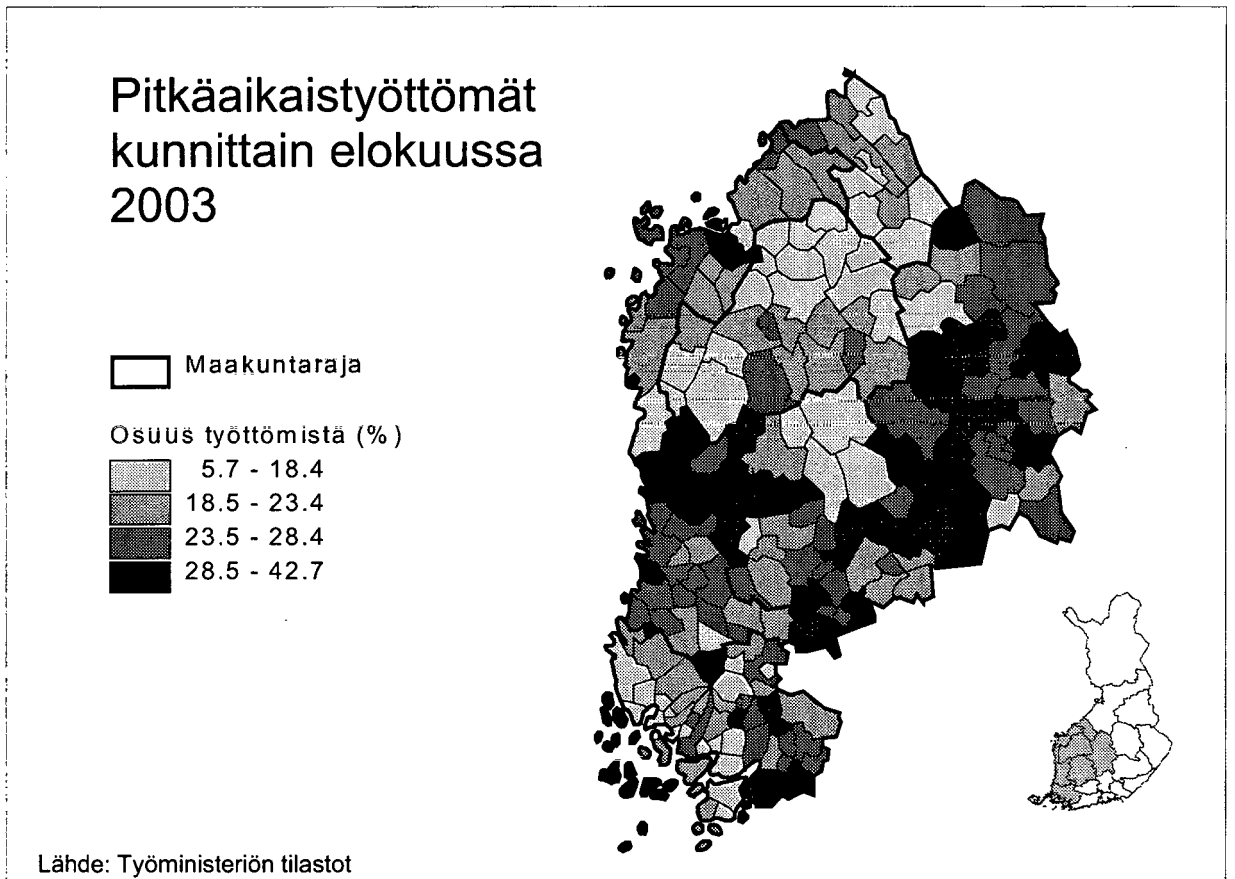 Pitkäaikaistyöttömät
kunnittain elokuussa
2003
Maakuntaraja
Osuus työttömistä (%)
5.7 - 18.4
18.5 - 23.4
23.5 - 28.4
28.5 - 42.7
Lähde: Työministeriön tilastot